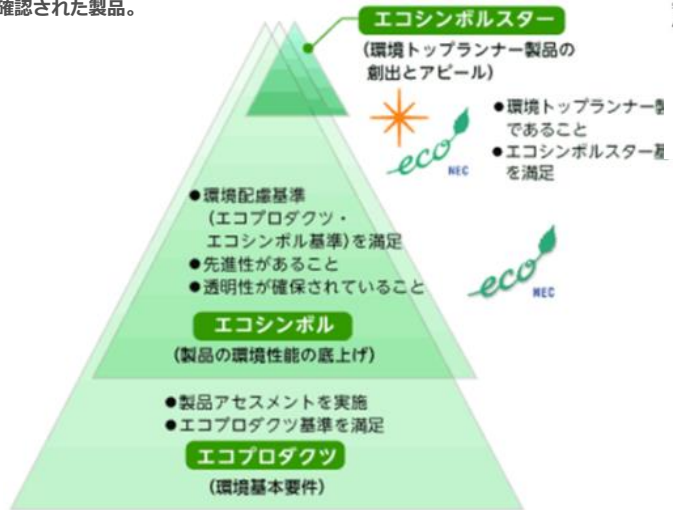 確認された製品。
エコシンボルスター
(環境トップランナー製品の
創出とアピール)
●環境トップランナー製
であること
●エコシンボルスター基
を満足
eco
NEC
●環境配慮基準
(エコプロダクツ・
エコシンボル基準)を満足
●先進性があること
●透明性が確保されていること
eco
NEC
エコシンボル
(製品の環境性能の底上げ)
●製品アセスメントを実施
●エコプロダクツ基準を満足
エコプロダクツ
(環境基本要件)